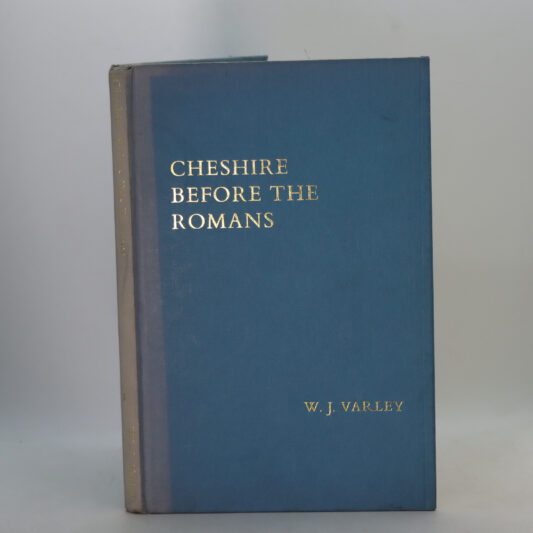 CHESHIRE
BEFORE THE
ROMANS
W. J. VARLEY